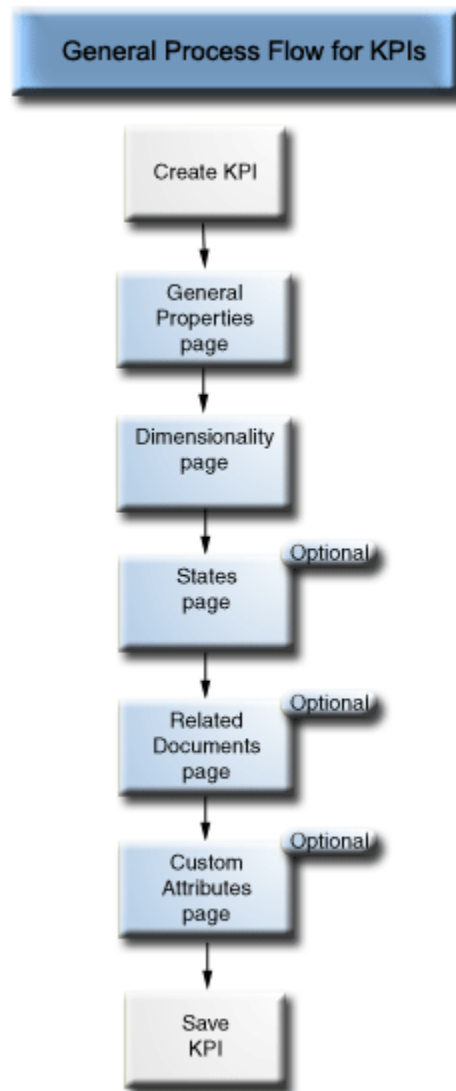 General Process Flow for KPIs
Create KPI
General
Properties
page
Dimensionality
page
Optional
States
page
Optional
Related
Documents
page
Optional
Custom
Attributes
page
Save
KPI